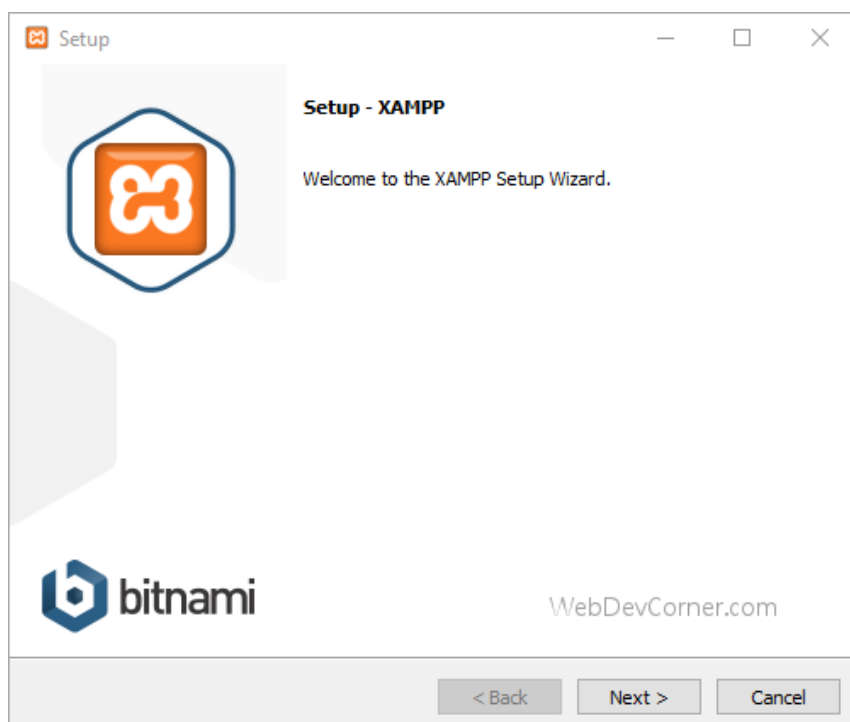 Setup
Setup - XAMPP
Welcome to the XAMPP Setup Wizard.
bitnami
WebDevCorner.com
< Back
Next >
Cancel